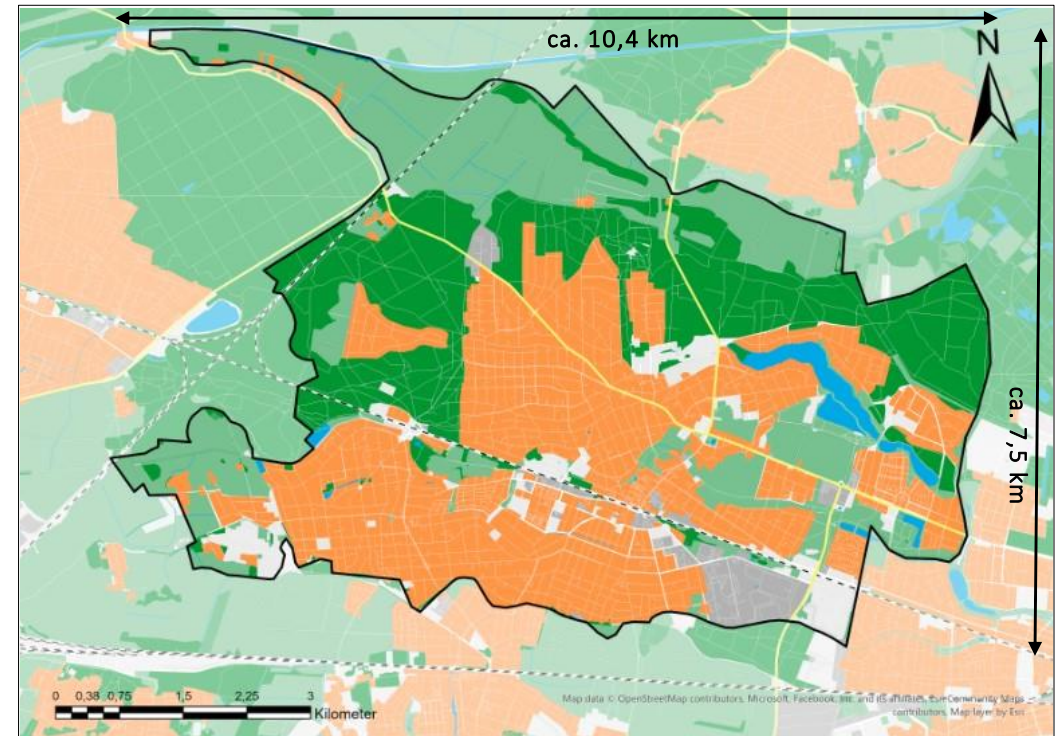 ca. 10,4 km
N
ca. 7,5 km
0 0,38 0,75 1,5 2,25 3
Kilometer
Map data © OpenStreetMap contributors, Microsoft, Facebook, Inc. and its affiliates, Esri Community Maps
contributors, Map layer by Esri